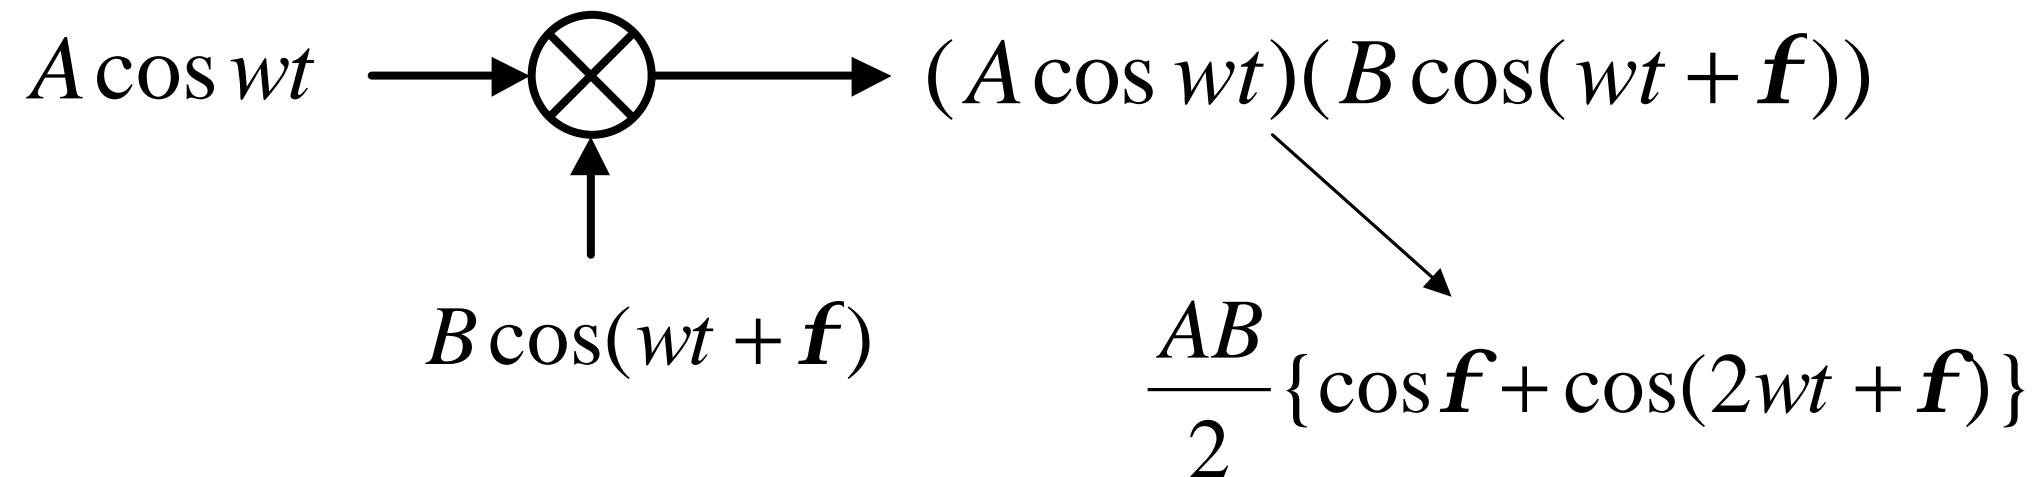 A cos wt
(A cos wt)(B cos(wt + f))
B cos(wt + f)
AB/2 {cos f + cos(2wt + f)}